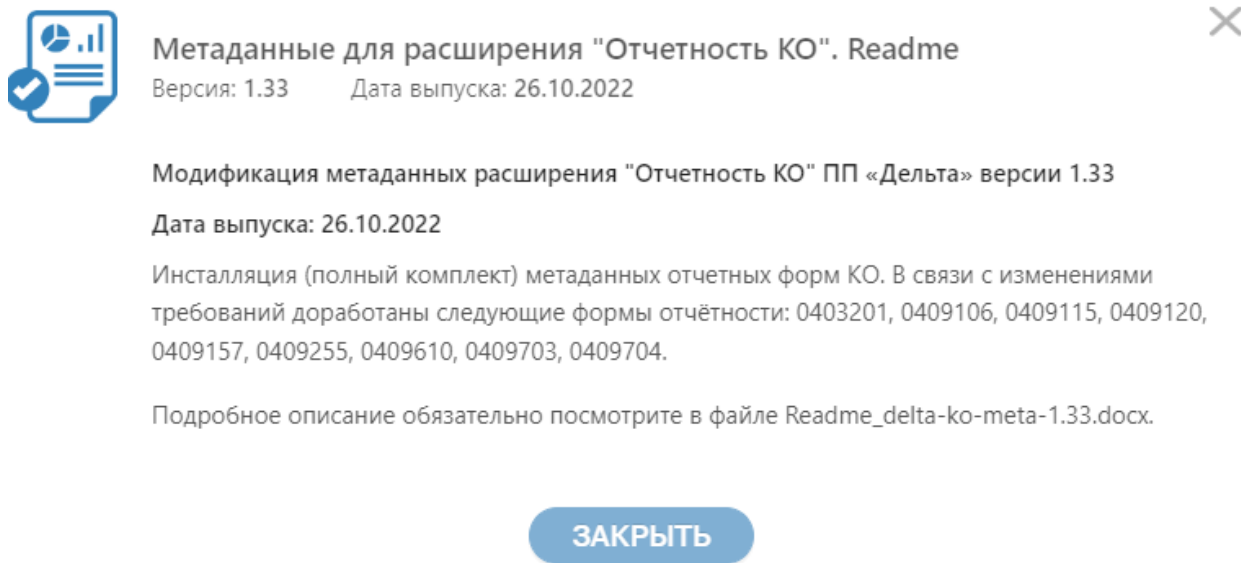 Метаданные для расширения "Отчетность КО". Readme
Версия: 1.33 Дата выпуска: 26.10.2022
Модификация метаданных расширения "Отчетность КО" ПП «Дельта» версии 1.33
Дата выпуска: 26.10.2022
Инсталляция (полный комплект) метаданных отчетных форм КО. В связи с изменениями
требований доработаны следующие формы отчётности: 0403201, 0409106, 0409115, 0409120,
0409157, 0409255, 0409610, 0409703, 0409704.
Подробное описание обязательно посмотрите в файле Readme_delta-ko-meta-1.33.docx.
ЗАКРЫТЬ